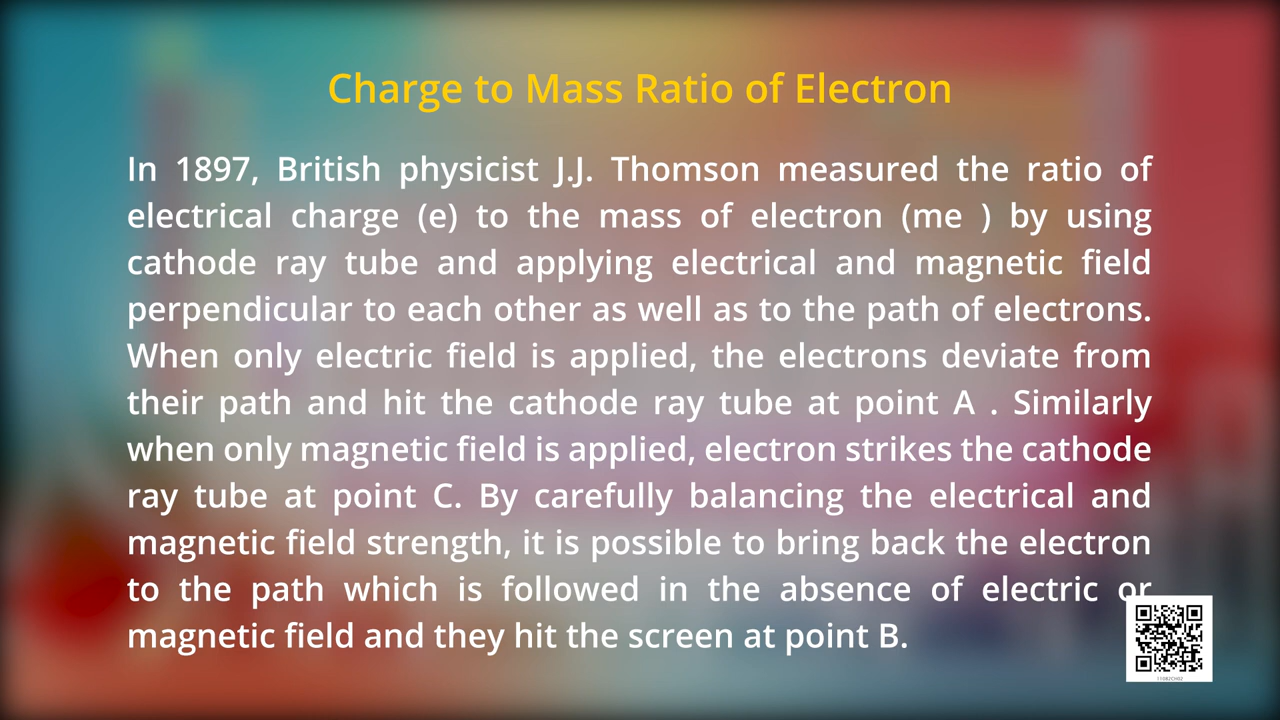 Charge to Mass Ratio of Electron
In 1897, British physicist J.J. Thomson measured the ratio of
electrical charge (e) to the mass of electron (me ) by using
cathode ray tube and applying electrical and magnetic field
perpendicular to each other as well as to the path of electrons.
When only electric field is applied, the electrons deviate from
their path and hit the cathode ray tube at point A . Similarly
when only magnetic field is applied, electron strikes the cathode
ray tube at point C. By carefully balancing the electrical and
magnetic field strength, it is possible to bring back the electron
to the path which is followed in the absence of electric or
magnetic field and they hit the screen at point B.